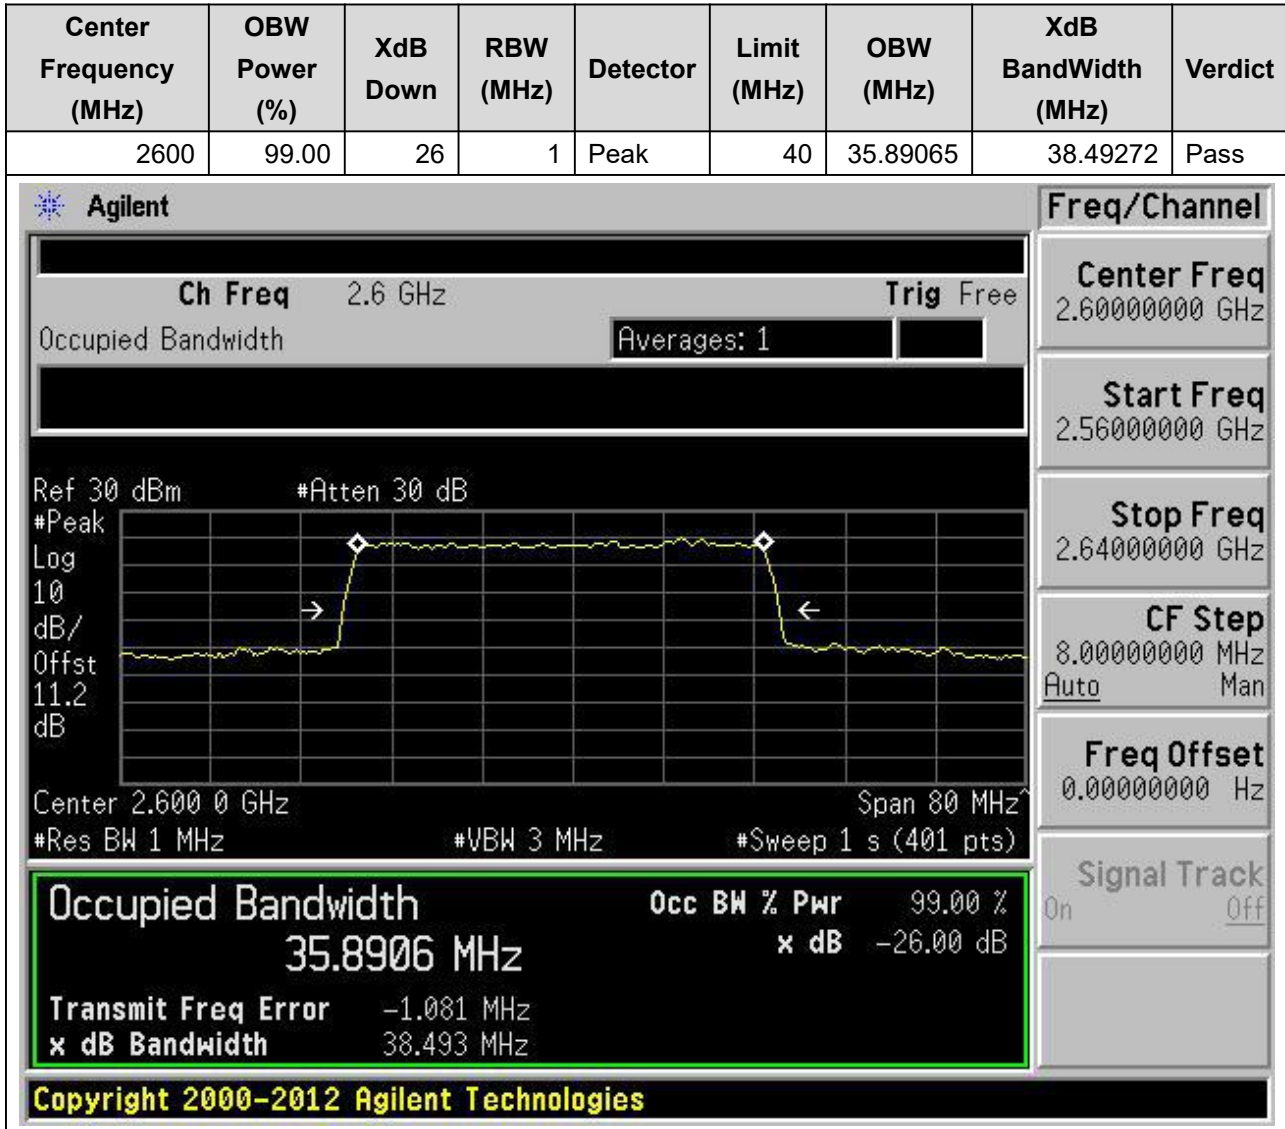 Center Frequency (MHz) OBW Power (%) XdB Down RBW (MHz) Detector Limit (MHz) OBW (MHz) XdB BandWidth (MHz) Verdict
2600 99.00 26 1 Peak 40 35.89065 38.49272 Pass
Agilent
Freq/Channel
Ch Freq 2.6 GHz Trig Free
Occupied Bandwidth Averages: 1
Center Freq
2.60000000 GHz
Start Freq
2.56000000 GHz
Stop Freq
2.64000000 GHz
CF Step
8.00000000 MHz
Auto Man
Freq Offset
0.00000000 Hz
Signal Track
On Off
Ref 30 dBm #Atten 30 dB
#Peak
Log
10
dB/
Offst
11.2
dB
Center 2.600 0 GHz Span 80 MHz^
#Res BW 1 MHz #VBW 3 MHz #Sweep 1 s (401 pts)
Occupied Bandwidth Occ BW % Pwr 99.00 %
35.8906 MHz x dB -26.00 dB
Transmit Freq Error -1.081 MHz
x dB Bandwidth 38.493 MHz
Copyright 2000-2012 Agilent Technologies